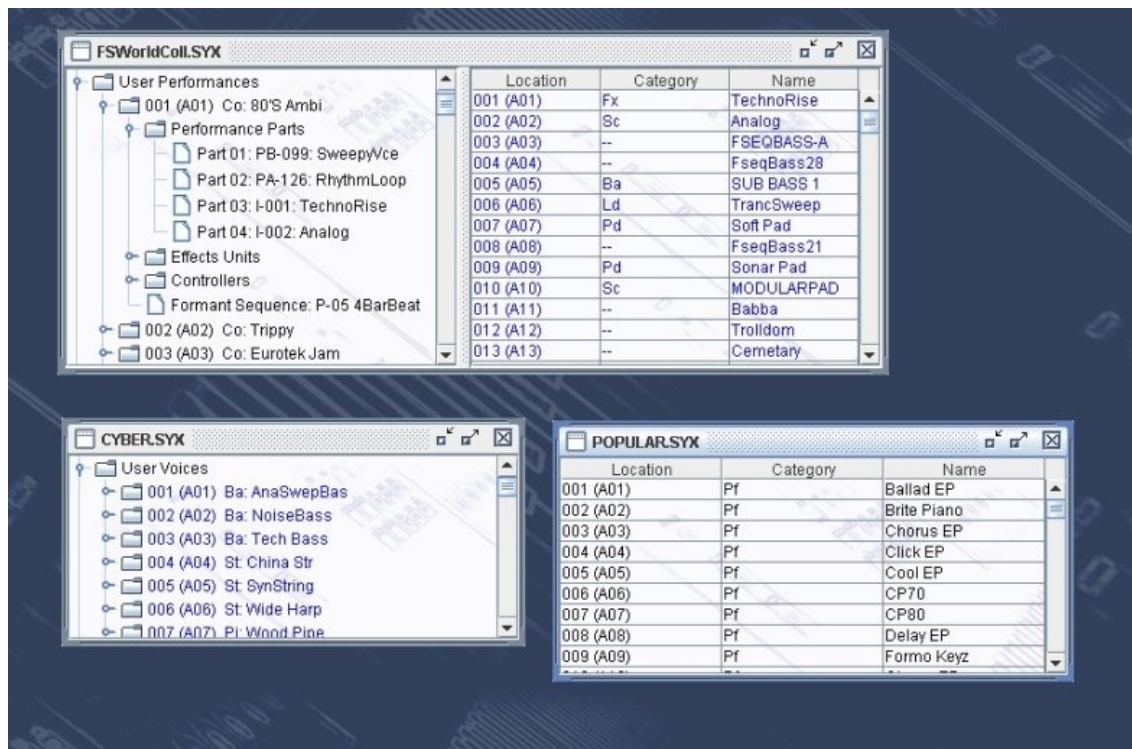 FSWorldColl.SYX
User Performances
001 (A01) Co: 80'S Ambi
Performance Parts
Part 01: PB-099: SweepyVce
Part 02: PA-126: RhythmLoop
Part 03: I-001: TechnoRise
Part 04: I-002: Analog
Effects Units
Controllers
Formant Sequence: P-05 4BarBeat
002 (A02) Co: Trippy
003 (A03) Co: Eurotek Jam
Location Category Name
001 (A01) Fx TechnoRise
002 (A02) Sc Analog
003 (A03) -- FSEQBASS-A
004 (A04) -- FseqBass28
005 (A05) Ba SUB BASS 1
006 (A06) Ld TrancSweep
007 (A07) Pd Soft Pad
008 (A08) -- FseqBass21
009 (A09) Pd Sonar Pad
010 (A10) Sc MODULARPAD
011 (A11) -- Babba
012 (A12) -- Trolldom
013 (A13) -- Cemetary
CYBER.SYX
User Voices
001 (A01) Ba: AnaSwepBas
002 (A02) Ba: NoiseBass
003 (A03) Ba: Tech Bass
004 (A04) St: China Str
005 (A05) St: SynString
006 (A06) St: Wide Harp
007 (A07) Pi: Wood Pipe
POPULAR.SYX
Location Category Name
001 (A01) Pf Ballad EP
002 (A02) Pf Brite Piano
003 (A03) Pf Chorus EP
004 (A04) Pf Click EP
005 (A05) Pf Cool EP
006 (A06) Pf CP70
007 (A07) Pf CP80
008 (A08) Pf Delay EP
009 (A09) Pf Formo Keyz